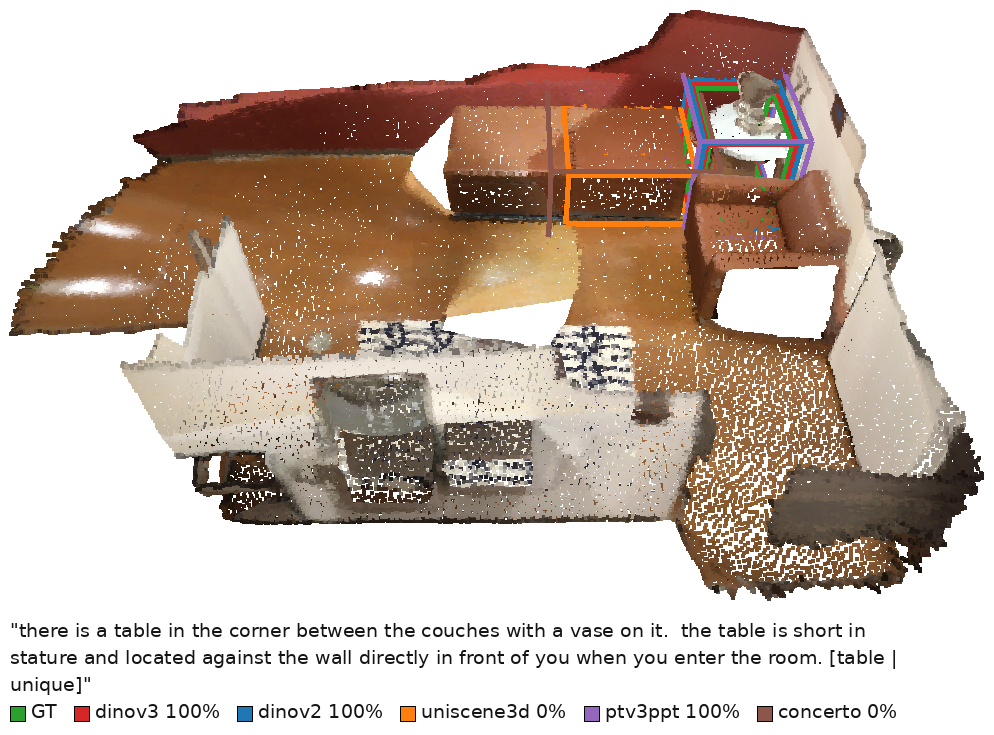 "there is a table in the corner between the couches with a vase on it.  the table is short in
stature and located against the wall directly in front of you when you enter the room. [table |
unique]"
GT dinov3 100% dinov2 100% uniscene3d 0% ptv3ppt 100% concerto 0%